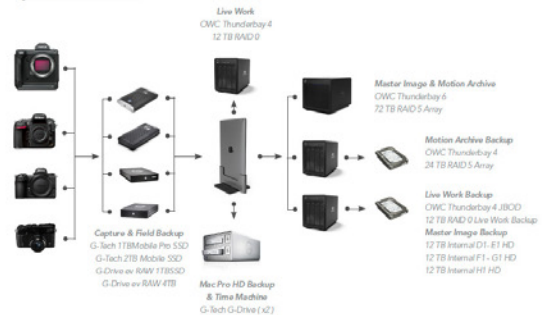 Live Work
OWC Thunderbay 4
12 TB RAID 0
Master Image & Motion Archive
OWC Thunderbay 6
72 TB RAID 5 Array
Motion Archive Backup
OWC Thunderbay 4
24 TB RAID 5 Array
Live Work Backup
OWC Thunderbay 4 JBOD
12 TB RAID 0 Live Work Backup
Master Image Backup
12 TB Internal D1- E1 HD
12 TB Internal F1 - G1 HD
12 TB Internal H1 HD
Capture & Field Backup
G-Tech 1TBMobile Pro SSD
G-Tech 2TB Mobile SSD
G-Drive ev RAW 1TBSSD
G-Drive ev RAW 4TB
Mac Pro HD Backup
& Time Machine
G-Tech G-Drive ( x2 )